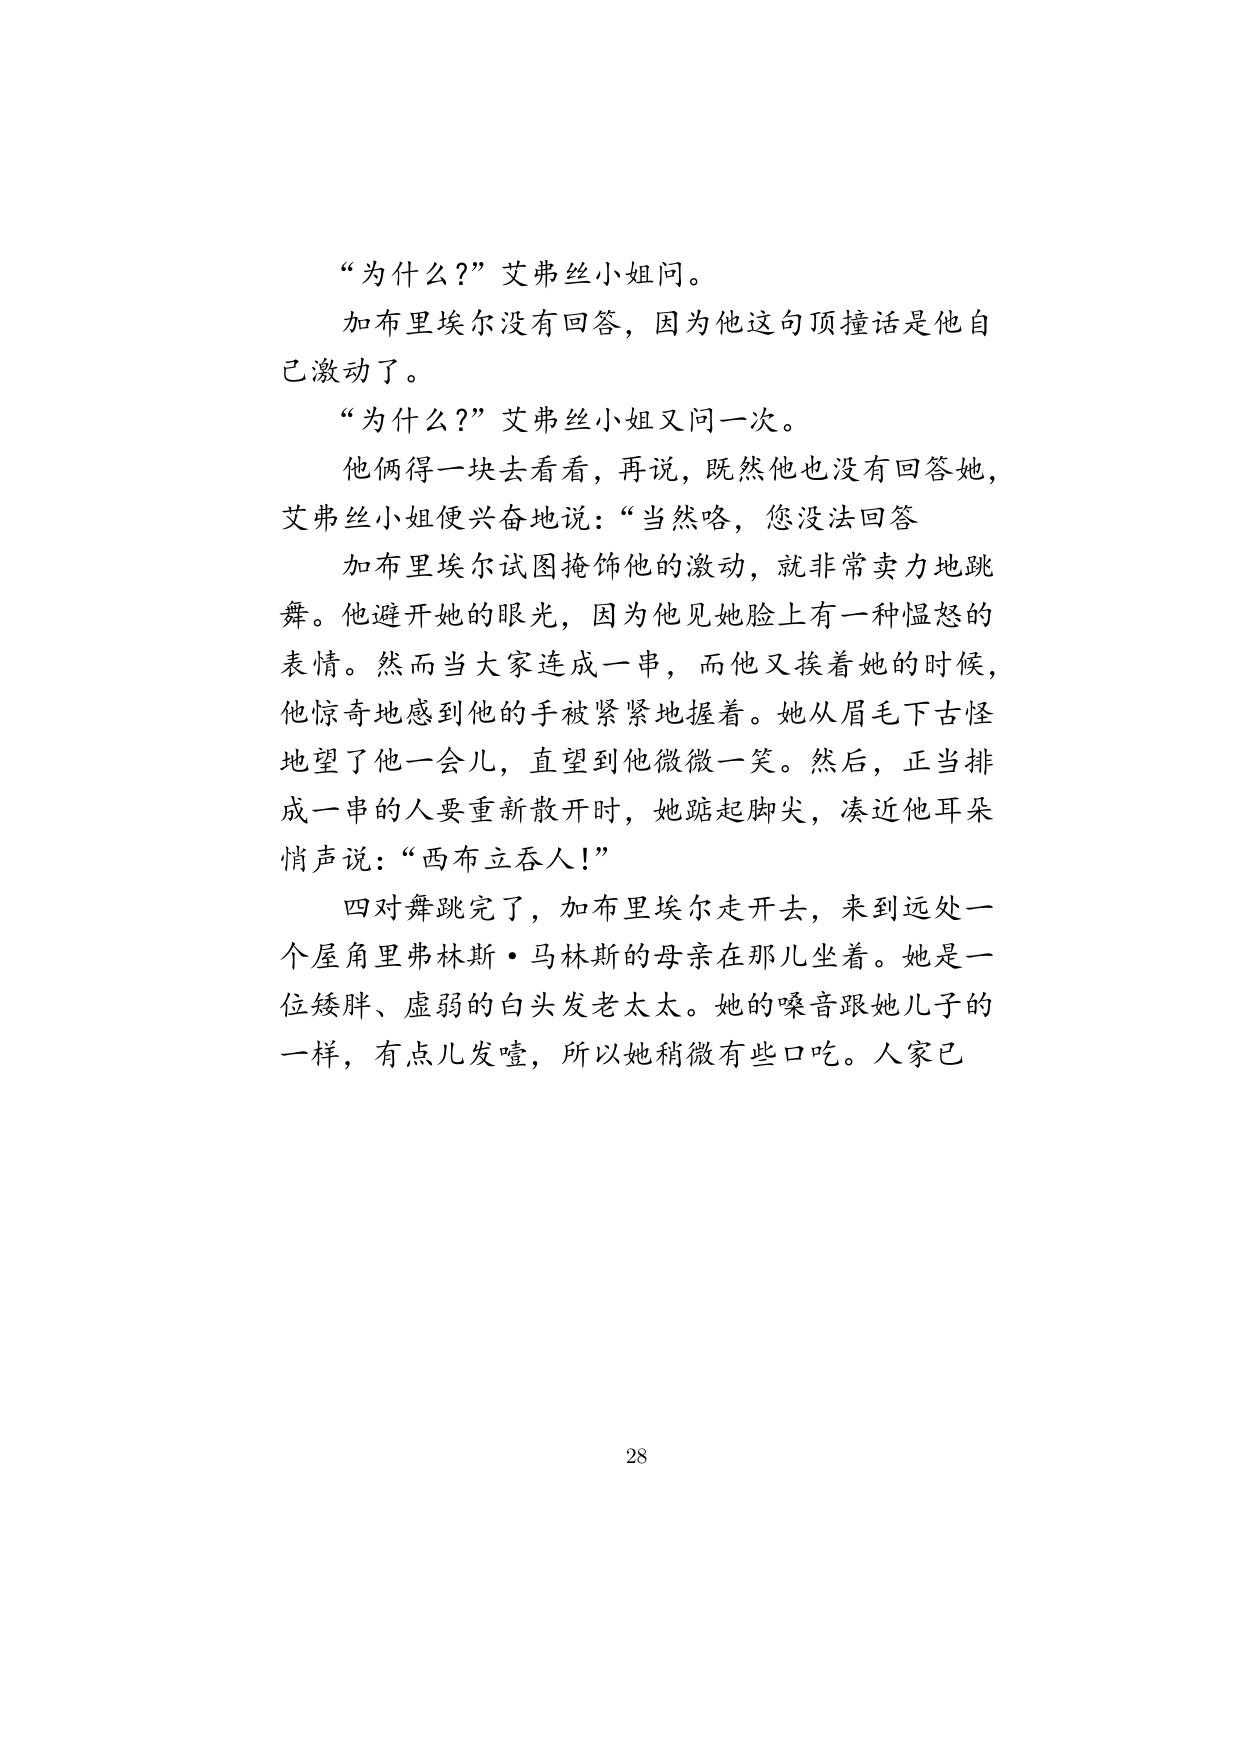 “为什么?”艾弗丝小姐问。
加布里埃尔没有回答，因为他这句顶撞话是他自
己激动了。
“为什么?”艾弗丝小姐又问一次。
他俩得一块去看看，再说，既然他也没有回答她，
艾弗丝小姐便兴奋地说：“当然咯，您没法回答
加布里埃尔试图掩饰他的激动，就非常卖力地跳
舞。他避开她的眼光，因为他见她脸上有一种愠怒的
表情。然而当大家连成一串，而他又挨着她的时候，
他惊奇地感到他的手被紧紧地握着。她从眉毛下古怪
地望了他一会儿，直望到他微微一笑。然后，正当排
成一串的人要重新散开时，她踮起脚尖，凑近他耳朵
悄声说：“西布立吞人!”
四对舞跳完了，加布里埃尔走开去，来到远处一
个屋角里弗林斯·马林斯的母亲在那儿坐着。她是一
位矮胖、虚弱的白头发老太太。她的嗓音跟她儿子的
一样，有点儿发噎，所以她稍微有些口吃。人家已
28